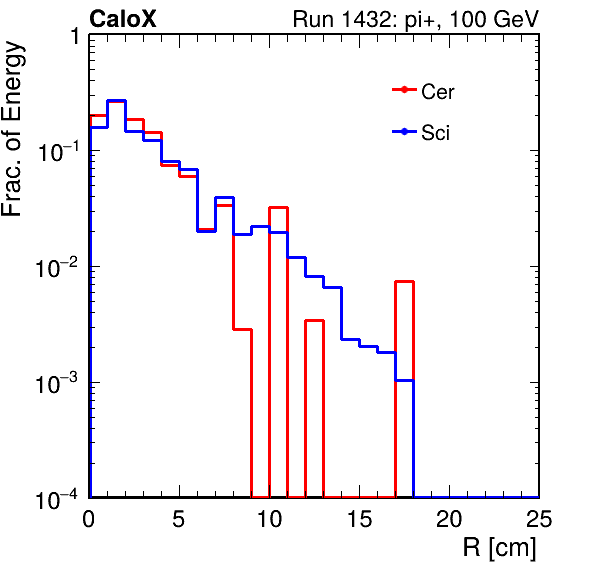 CaloX Run 1432: pi+, 100 GeV
Frac. of Energy
1
10⁻¹
10⁻²
10⁻³
10⁻⁴
Cer
Sci
0 5 10 15 20 25
R [cm]